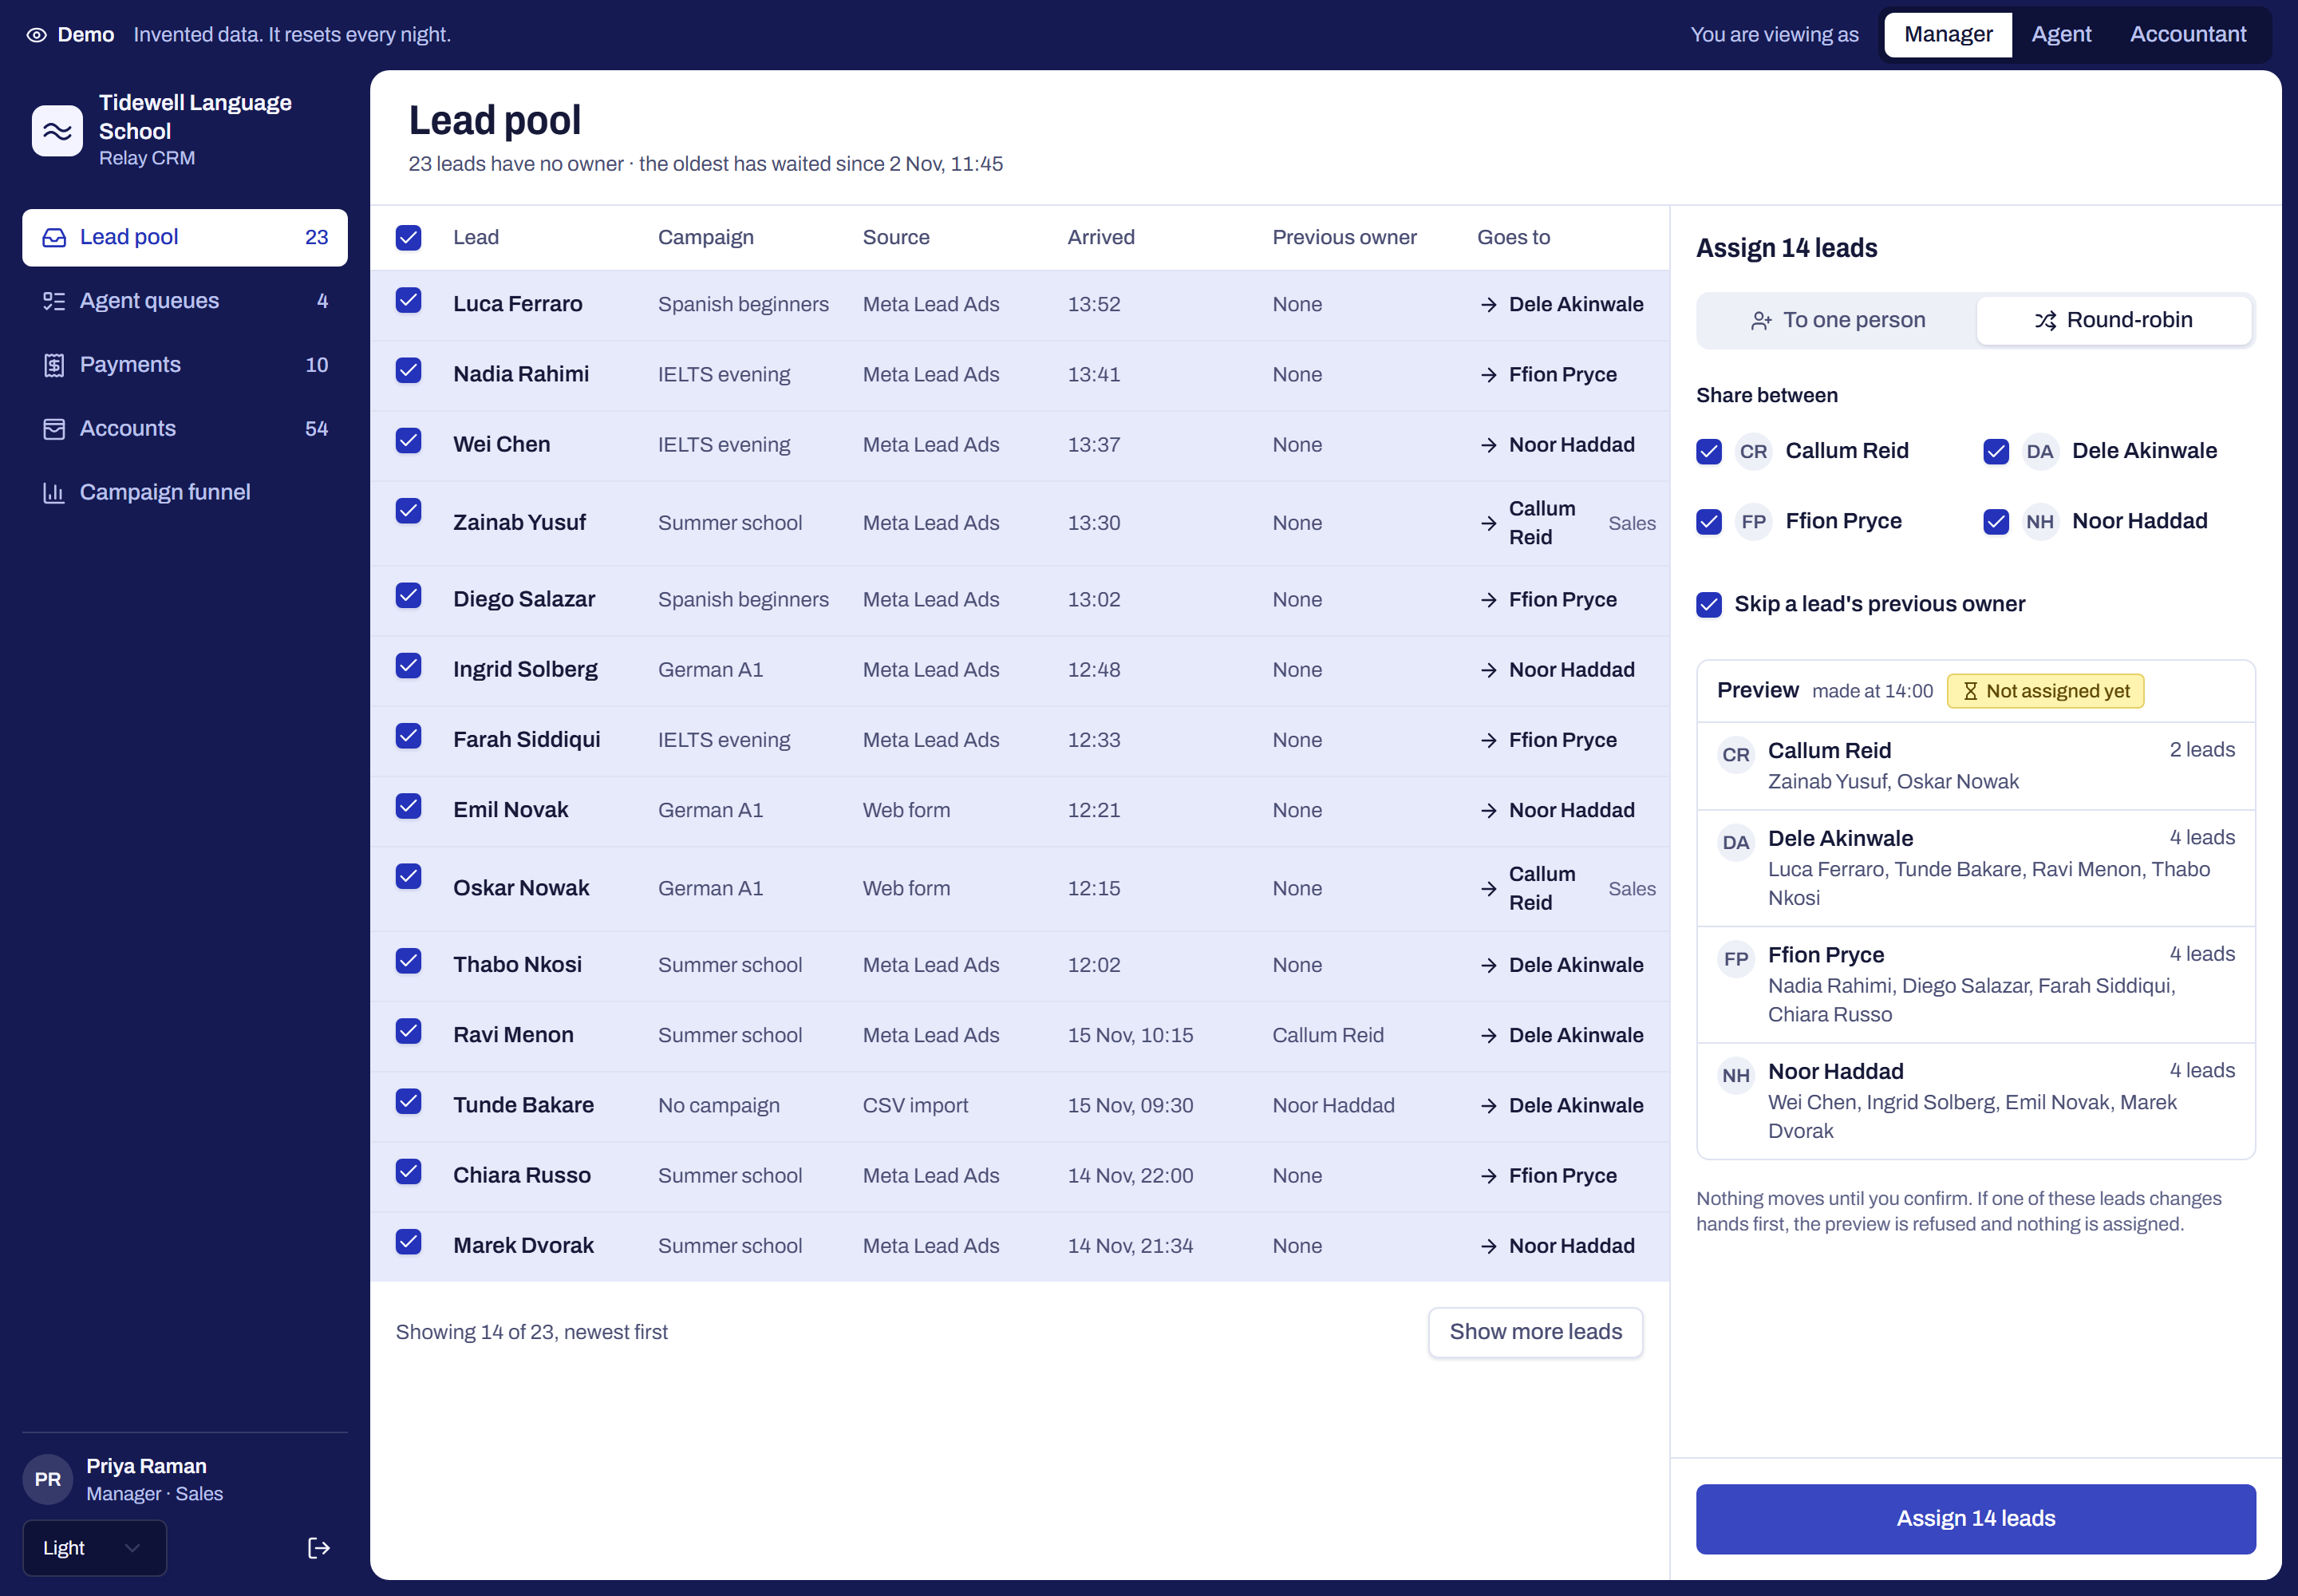 Demo Invented data. It resets every night.
You are viewing as Manager Agent Accountant
Tidewell Language
School
Relay CRM
Lead pool 23
Agent queues 4
Payments 10
Accounts 54
Campaign funnel
PR Priya Raman
Manager · Sales
Light
Lead pool
23 leads have no owner · the oldest has waited since 2 Nov, 11:45
Lead Campaign Source Arrived Previous owner Goes to
Luca Ferraro Spanish beginners Meta Lead Ads 13:52 None → Dele Akinwale
Nadia Rahimi IELTS evening Meta Lead Ads 13:41 None → Ffion Pryce
Wei Chen IELTS evening Meta Lead Ads 13:37 None → Noor Haddad
Zainab Yusuf Summer school Meta Lead Ads 13:30 None → Callum Reid Sales
Diego Salazar Spanish beginners Meta Lead Ads 13:02 None → Ffion Pryce
Ingrid Solberg German A1 Meta Lead Ads 12:48 None → Noor Haddad
Farah Siddiqui IELTS evening Meta Lead Ads 12:33 None → Ffion Pryce
Emil Novak German A1 Web form 12:21 None → Noor Haddad
Oskar Nowak German A1 Web form 12:15 None → Callum Reid Sales
Thabo Nkosi Summer school Meta Lead Ads 12:02 None → Dele Akinwale
Ravi Menon Summer school Meta Lead Ads 15 Nov, 10:15 Callum Reid → Dele Akinwale
Tunde Bakare No campaign CSV import 15 Nov, 09:30 Noor Haddad → Dele Akinwale
Chiara Russo Summer school Meta Lead Ads 14 Nov, 22:00 None → Ffion Pryce
Marek Dvorak Summer school Meta Lead Ads 14 Nov, 21:34 None → Noor Haddad
Showing 14 of 23, newest first
Show more leads
Assign 14 leads
To one person Round-robin
Share between
CR Callum Reid DA Dele Akinwale
FP Ffion Pryce NH Noor Haddad
Skip a lead's previous owner
Preview made at 14:00 Not assigned yet
CR Callum Reid 2 leads
Zainab Yusuf, Oskar Nowak
DA Dele Akinwale 4 leads
Luca Ferraro, Tunde Bakare, Ravi Menon, Thabo
Nkosi
FP Ffion Pryce 4 leads
Nadia Rahimi, Diego Salazar, Farah Siddiqui,
Chiara Russo
NH Noor Haddad 4 leads
Wei Chen, Ingrid Solberg, Emil Novak, Marek
Dvorak
Nothing moves until you confirm. If one of these leads changes
hands first, the preview is refused and nothing is assigned.
Assign 14 leads